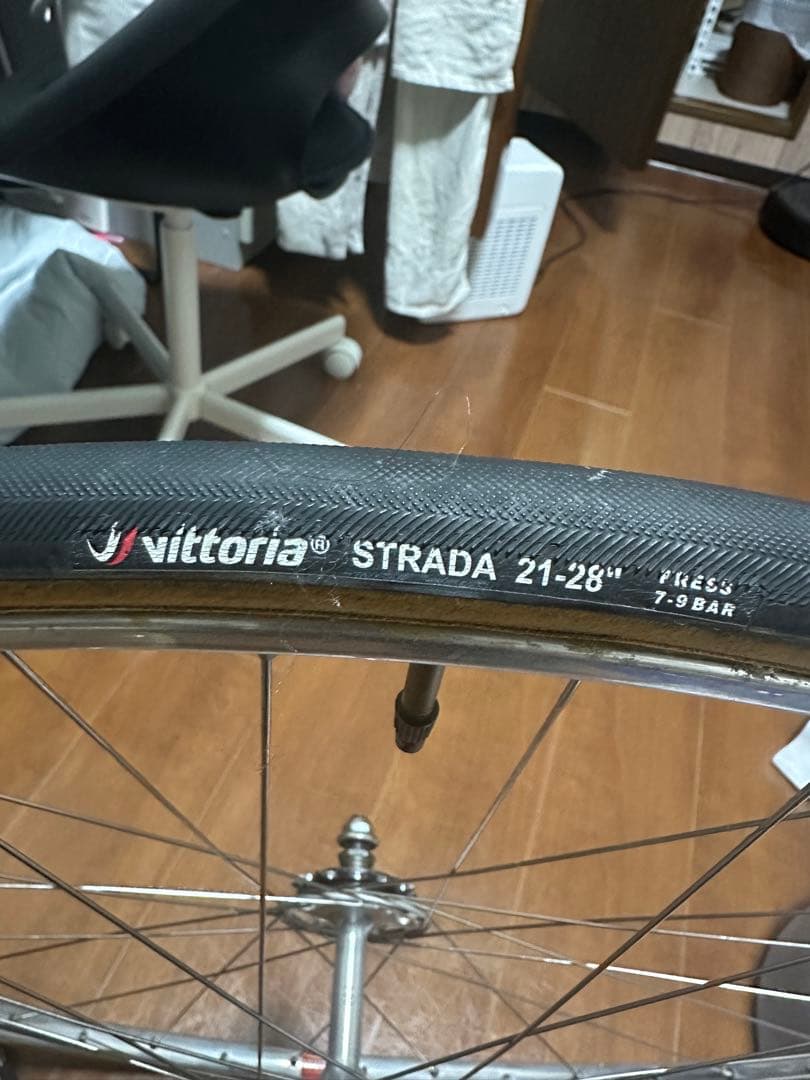 vittoria® STRADA 21-28" PRESS
7-9 BAR